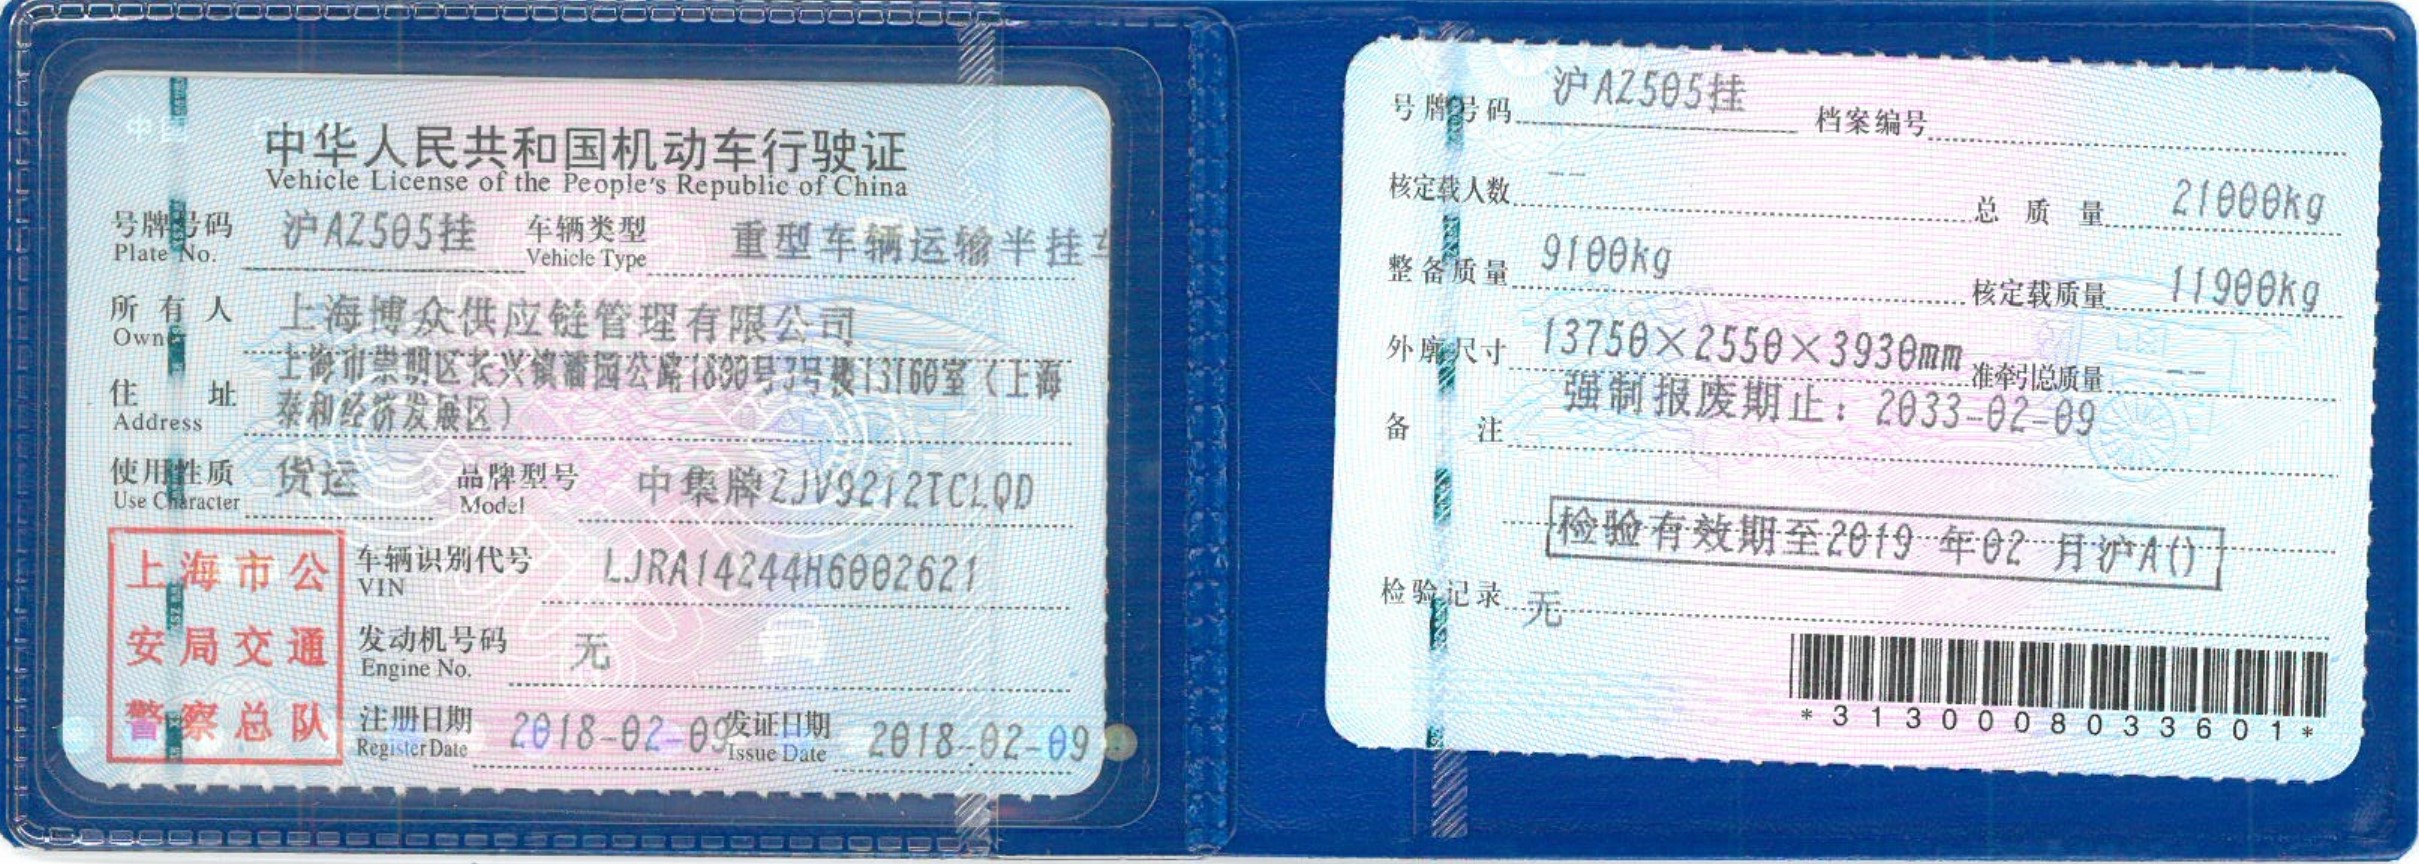 中华人民共和国机动车行驶证
Vehicle License of the People's Republic of China
号牌号码 沪AZ505挂 车辆类型 重型车辆运输半挂
Plate No. Vehicle Type
所有人 上海博众供应链管理有限公司
Owne
上海市崇明区长兴镇潘园公路1800号3号楼13160室（上海
住址 泰和经济发展区）
Address
使用性质 货运 品牌型号 中集牌ZJV9212TCLQD
Use Character Model
上海市公
安局交通
警察总队
车辆识别代号 LJRA14244H6002621
VIN
发动机号码 无
Engine No.
注册日期 2018-02-09 发证日期 2018-02-09
Register Date Issue Date
号牌号码 沪AZ505挂 档案编号
核定载人数 -- 总质量 21000kg
整备质量 9100kg 核定载质量 11900kg
外廓尺寸 13750×2550×3930mm 准牵引总质量 --
强制报废期止：2033-02-09
备注
检验有效期至2019 年02 月沪A()
检验记录 无
*3130008033601*